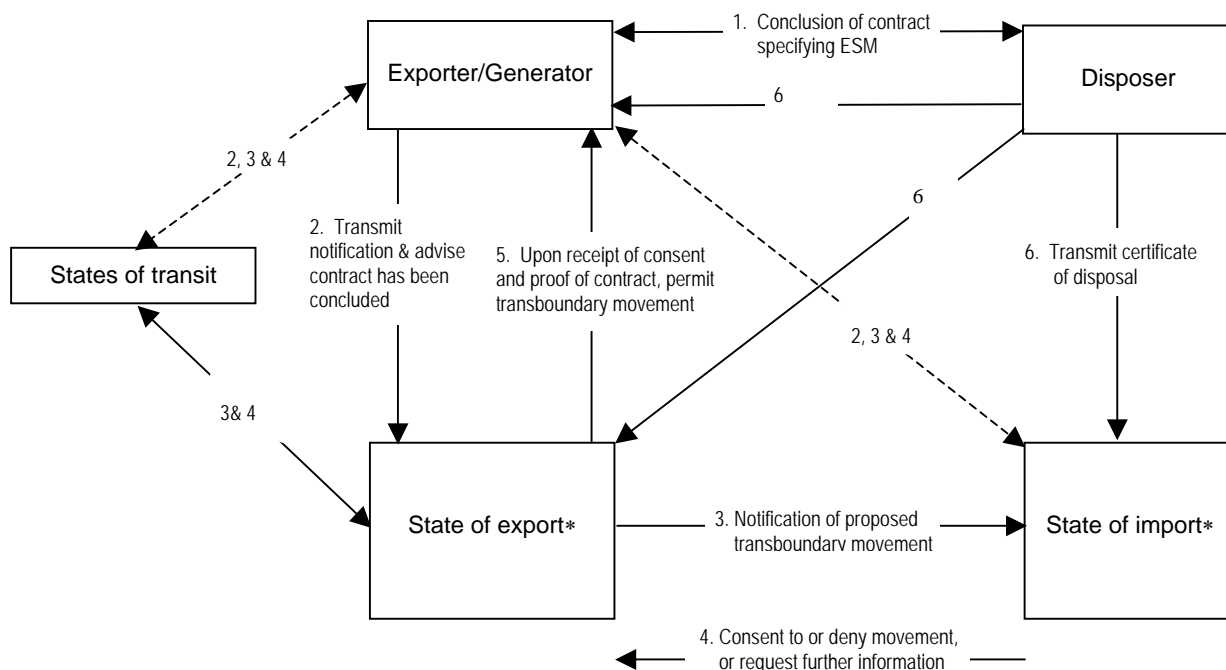 1. Conclusion of contract
specifying ESM
Exporter/Generator
Disposer
6
2, 3 & 4
6
2. Transmit
notification & advise
contract has been
concluded
5. Upon receipt of consent
and proof of contract, permit
transboundary movement
6. Transmit certificate
of disposal
States of transit
2, 3 & 4
3& 4
State of export*
3. Notification of proposed
transboundary movement
State of import*
4. Consent to or deny movement,
or request further information